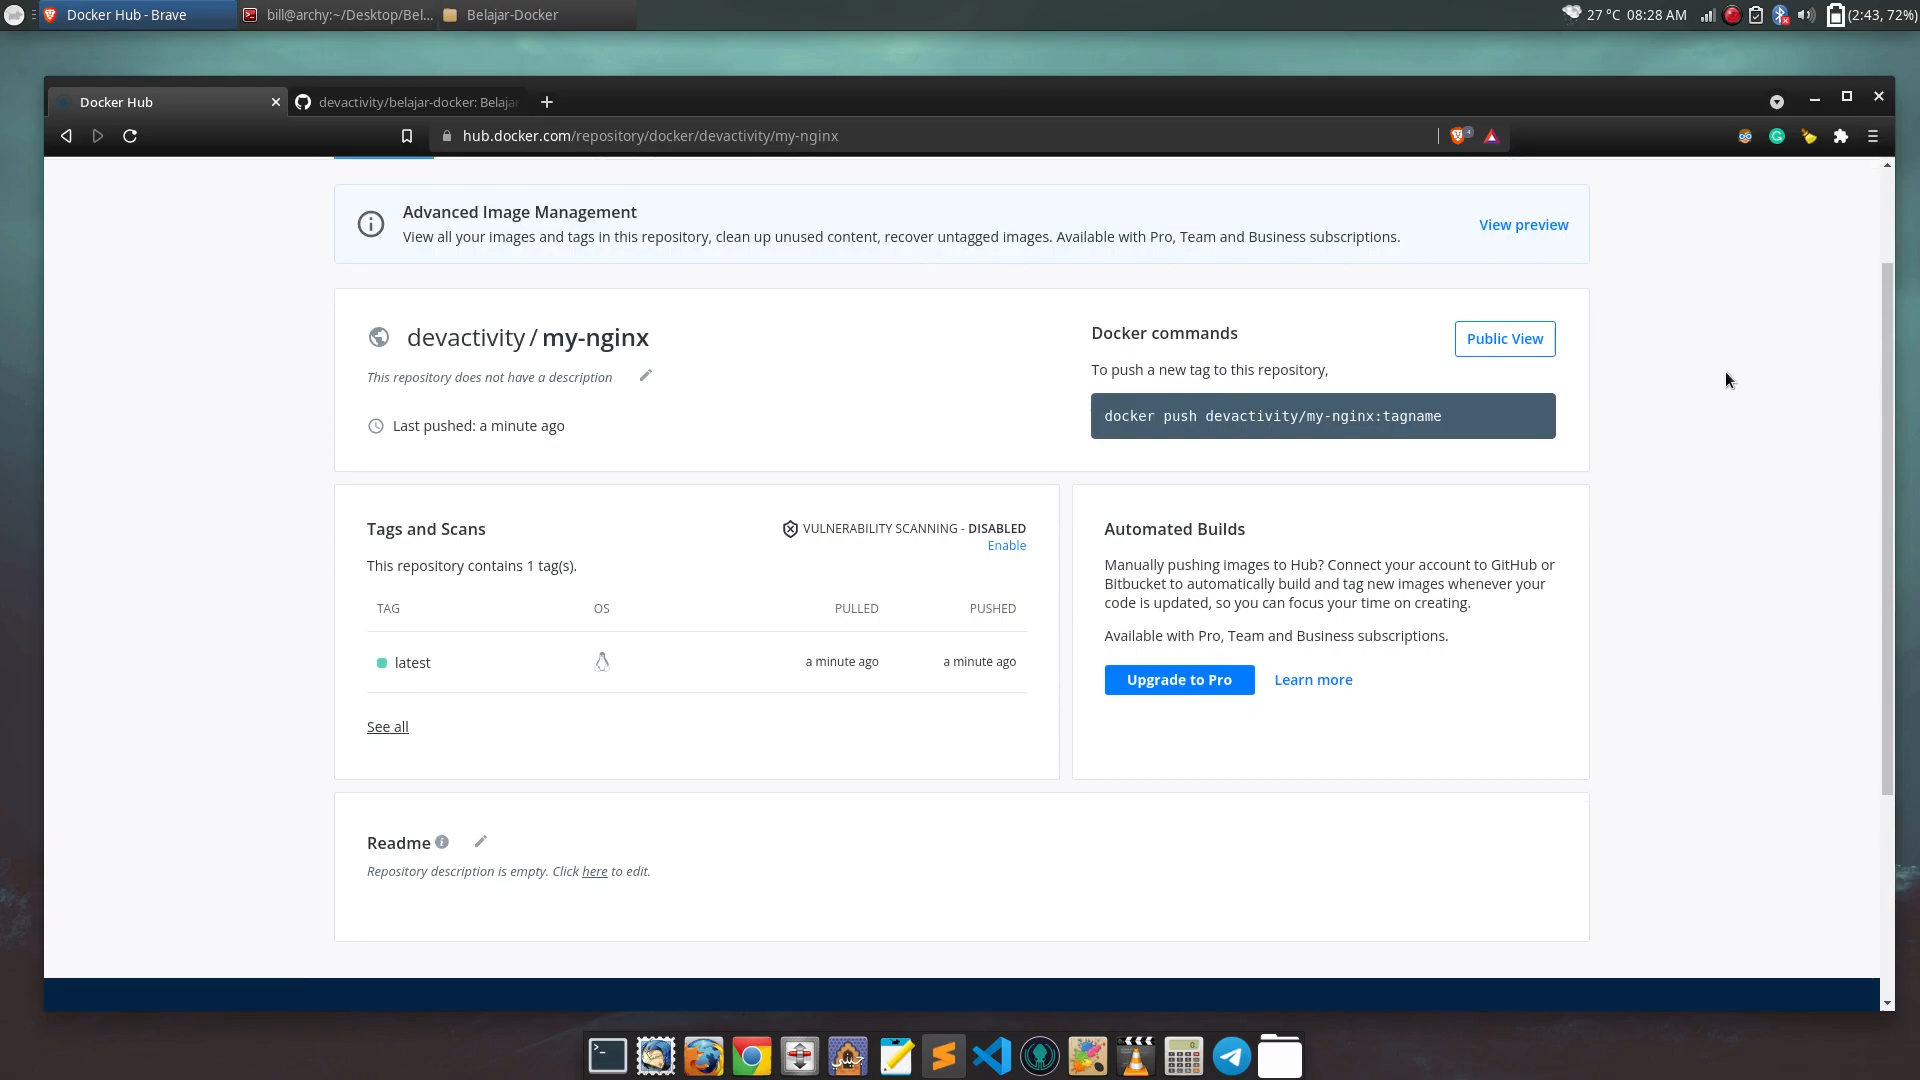 Docker Hub - Brave
bill@archy:~/Desktop/Bel...
Belajar-Docker
27 °C 08:28 AM
(2:43, 72%)
Docker Hub
devactivity/belajar-docker: Belajar
hub.docker.com/repository/docker/devactivity/my-nginx
4
Advanced Image Management
View all your images and tags in this repository, clean up unused content, recover untagged images. Available with Pro, Team and Business subscriptions.
View preview
devactivity / my-nginx
This repository does not have a description
Last pushed: a minute ago
Docker commands
Public View
To push a new tag to this repository,
docker push devactivity/my-nginx:tagname
Tags and Scans
VULNERABILITY SCANNING - DISABLED
Enable
This repository contains 1 tag(s).
TAG OS PULLED PUSHED
latest a minute ago a minute ago
See all
Automated Builds
Manually pushing images to Hub? Connect your account to GitHub or
Bitbucket to automatically build and tag new images whenever your
code is updated, so you can focus your time on creating.
Available with Pro, Team and Business subscriptions.
Upgrade to Pro
Learn more
Readme
Repository description is empty. Click here to edit.